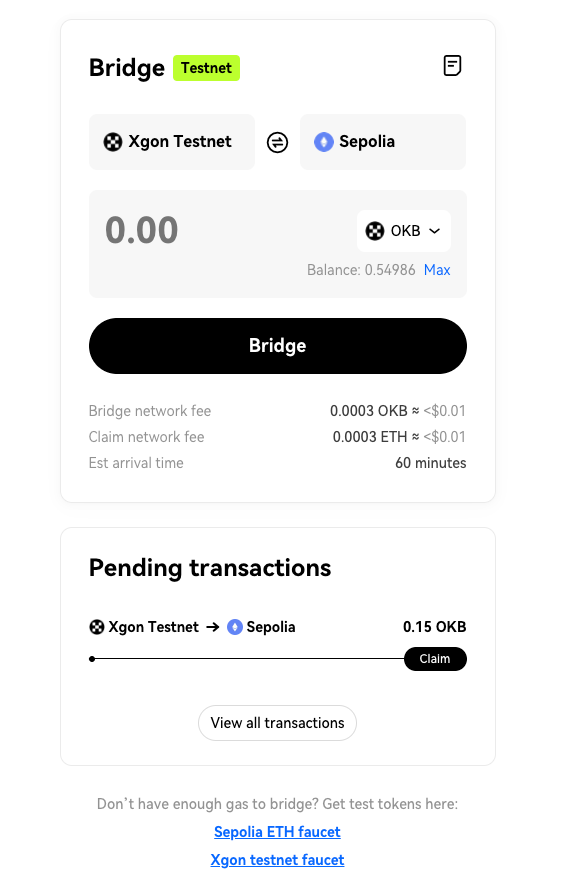 Bridge Testnet
Xgon Testnet Sepolia
0.00 OKB
Balance: 0.54986 Max
Bridge
Bridge network fee 0.0003 OKB ≈ <$0.01
Claim network fee 0.0003 ETH ≈ <$0.01
Est arrival time 60 minutes
Pending transactions
Xgon Testnet → Sepolia 0.15 OKB
Claim
View all transactions
Don’t have enough gas to bridge? Get test tokens here:
Sepolia ETH faucet
Xgon testnet faucet